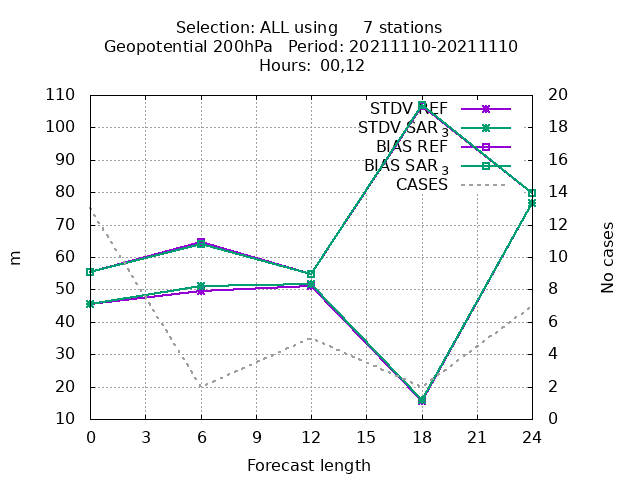 Selection: ALL using 7 stations
Geopotential 200hPa Period: 20211110-20211110
Hours: 00,12
110
100
90
80
70
60
50
40
30
20
10
20
18
16
14
12
10
8
6
4
2
0
m
No cases
STDV REF
STDV SAR 3
BIAS REF
BIAS SAR 3
CASES
0 3 6 9 12 15 18 21 24
Forecast length